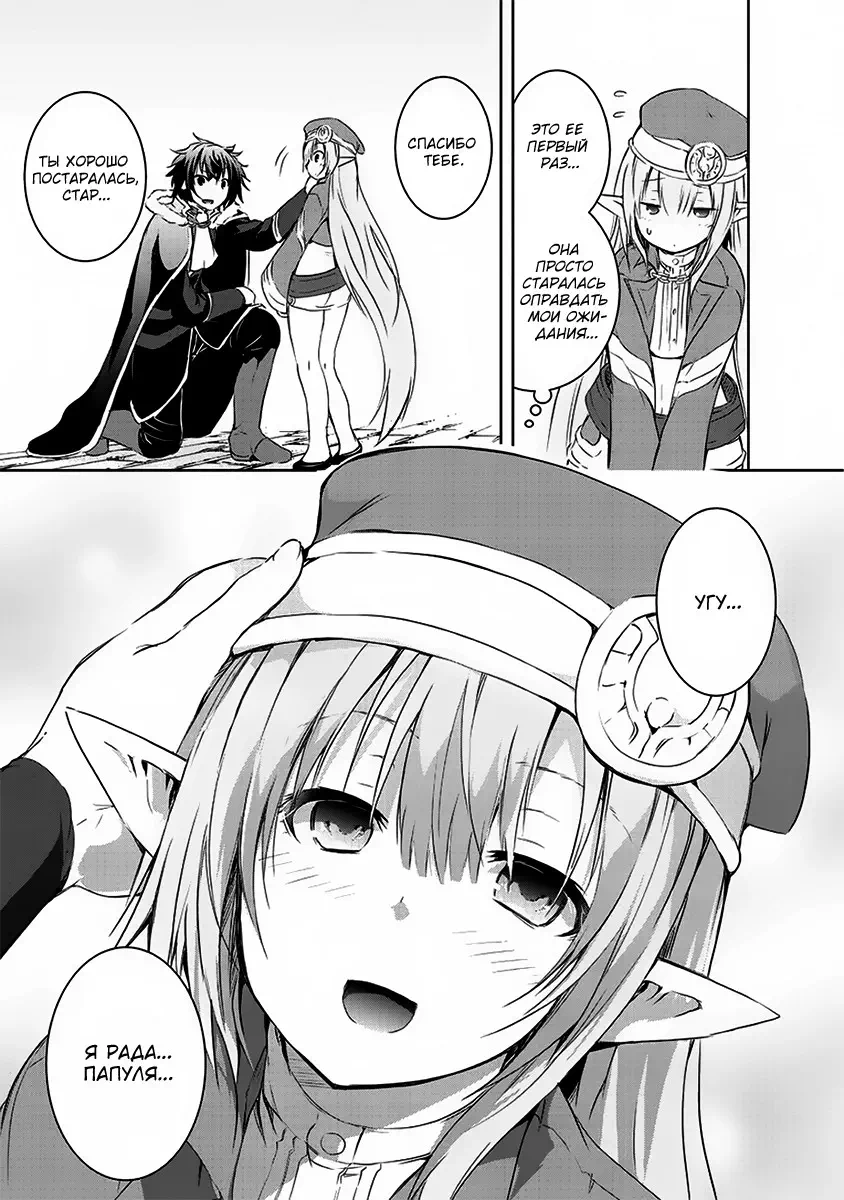 ЭТО ЕЕ
ПЕРВЫЙ
РАЗ...
ОНА
ПРОСТО
СТАРАЛАСЬ
ОПРАВДАТЬ
МОИ ОЖИ-
ДАНИЯ...
СПАСИБО
ТЕБЕ.
ТЫ ХОРОШО
ПОСТАРАЛАСЬ,
СТАР...
УГУ...
Я РАДА...
ПАПУЛЯ...